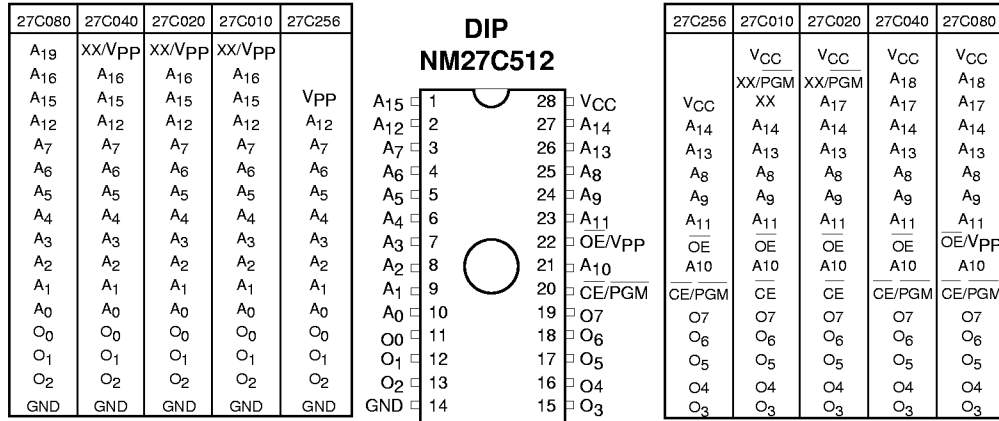 27C080 27C040 27C020 27C010 27C256
A19 XX/VPP XX/VPP XX/VPP
A16 A16 A16 A16
A15 A15 A15 A15 VPP
A12 A12 A12 A12 A12
A7 A7 A7 A7 A7
A6 A6 A6 A6 A6
A5 A5 A5 A5 A5
A4 A4 A4 A4 A4
A3 A3 A3 A3 A3
A2 A2 A2 A2 A2
A1 A1 A1 A1 A1
A0 A0 A0 A0 A0
O0 O0 O0 O0 O0
O1 O1 O1 O1 O1
O2 O2 O2 O2 O2
GND GND GND GND GND
DIP
NM27C512
A15 1 28 VCC
A12 2 27 A14
A7 3 26 A13
A6 4 25 A8
A5 5 24 A9
A4 6 23 A11
A3 7 22 OE/VPP
A2 8 21 A10
A1 9 20 CE/PGM
A0 10 19 O7
O0 11 18 O6
O1 12 17 O5
O2 13 16 O4
GND 14 15 O3
27C256 27C010 27C020 27C040 27C080
VCC VCC VCC VCC
XX/PGM XX/PGM A18 A18
VCC XX A17 A17 A17
A14 A14 A14 A14 A14
A13 A13 A13 A13 A13
A8 A8 A8 A8 A8
A9 A9 A9 A9 A9
A11 A11 A11 A11 A11
OE OE OE OE OE/VPP
A10 A10 A10 A10 A10
CE/PGM CE CE CE/PGM CE/PGM
O7 O7 O7 O7 O7
O6 O6 O6 O6 O6
O5 O5 O5 O5 O5
O4 O4 O4 O4 O4
O3 O3 O3 O3 O3